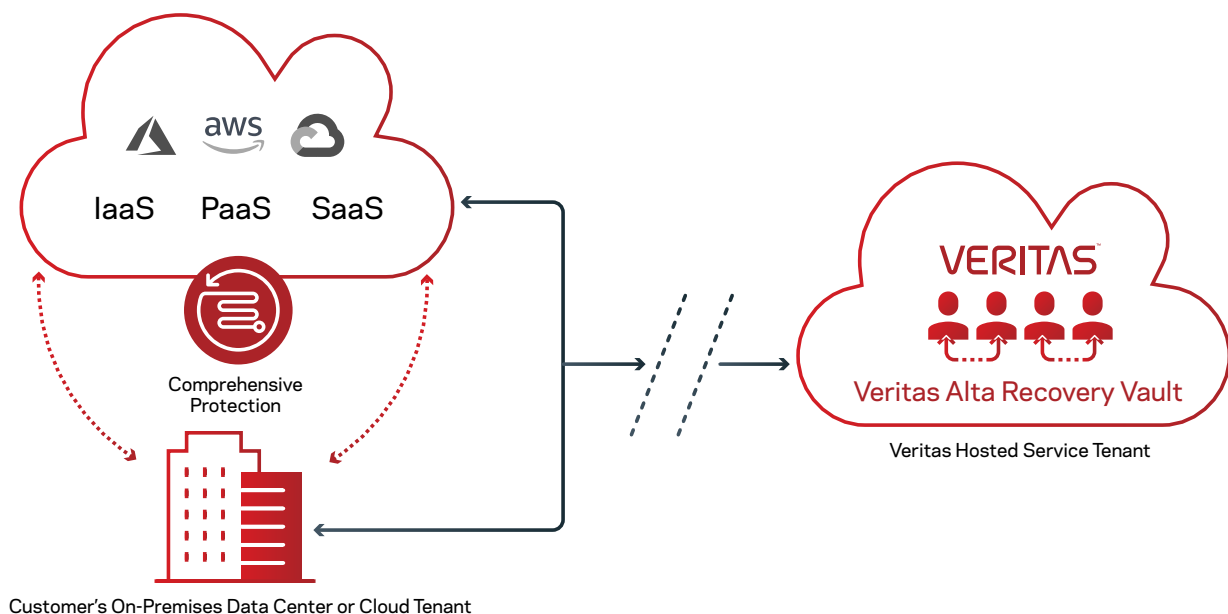 aws
IaaS PaaS SaaS
Comprehensive
Protection
Customer's On-Premises Data Center or Cloud Tenant
VERITAS™
Veritas Alta Recovery Vault
Veritas Hosted Service Tenant